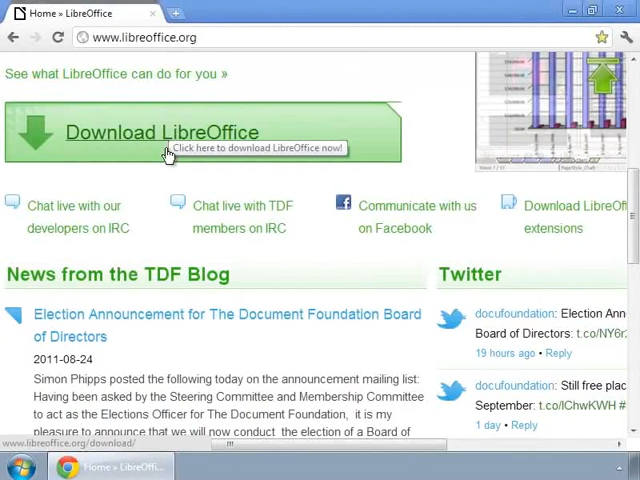 Home » LibreOffice
www.libreoffice.org
See what LibreOffice can do for you »
Download LibreOffice
Click here to download LibreOffice now!
Chat live with our
developers on IRC
Chat live with TDF
members on IRC
Communicate with us
on Facebook
Download LibreOf
extensions
News from the TDF Blog
Twitter
Election Announcement for The Document Foundation Board
of Directors
2011-08-24
Simon Phipps posted the following today on the announcement mailing list:
Having been asked by the Steering Committee and Membership Committee
to act as the Elections Officer for The Document Foundation, it is my
pleasure to announce that we will now conduct the election of a Board of
docufoundation: Election Ann
Board of Directors: t.co/NY6r
19 hours ago • Reply
docufoundation: Still free plac
September: t.co/lChwKWH #
1 day • Reply
www.libreoffice.org/download/
Home » LibreOffi...